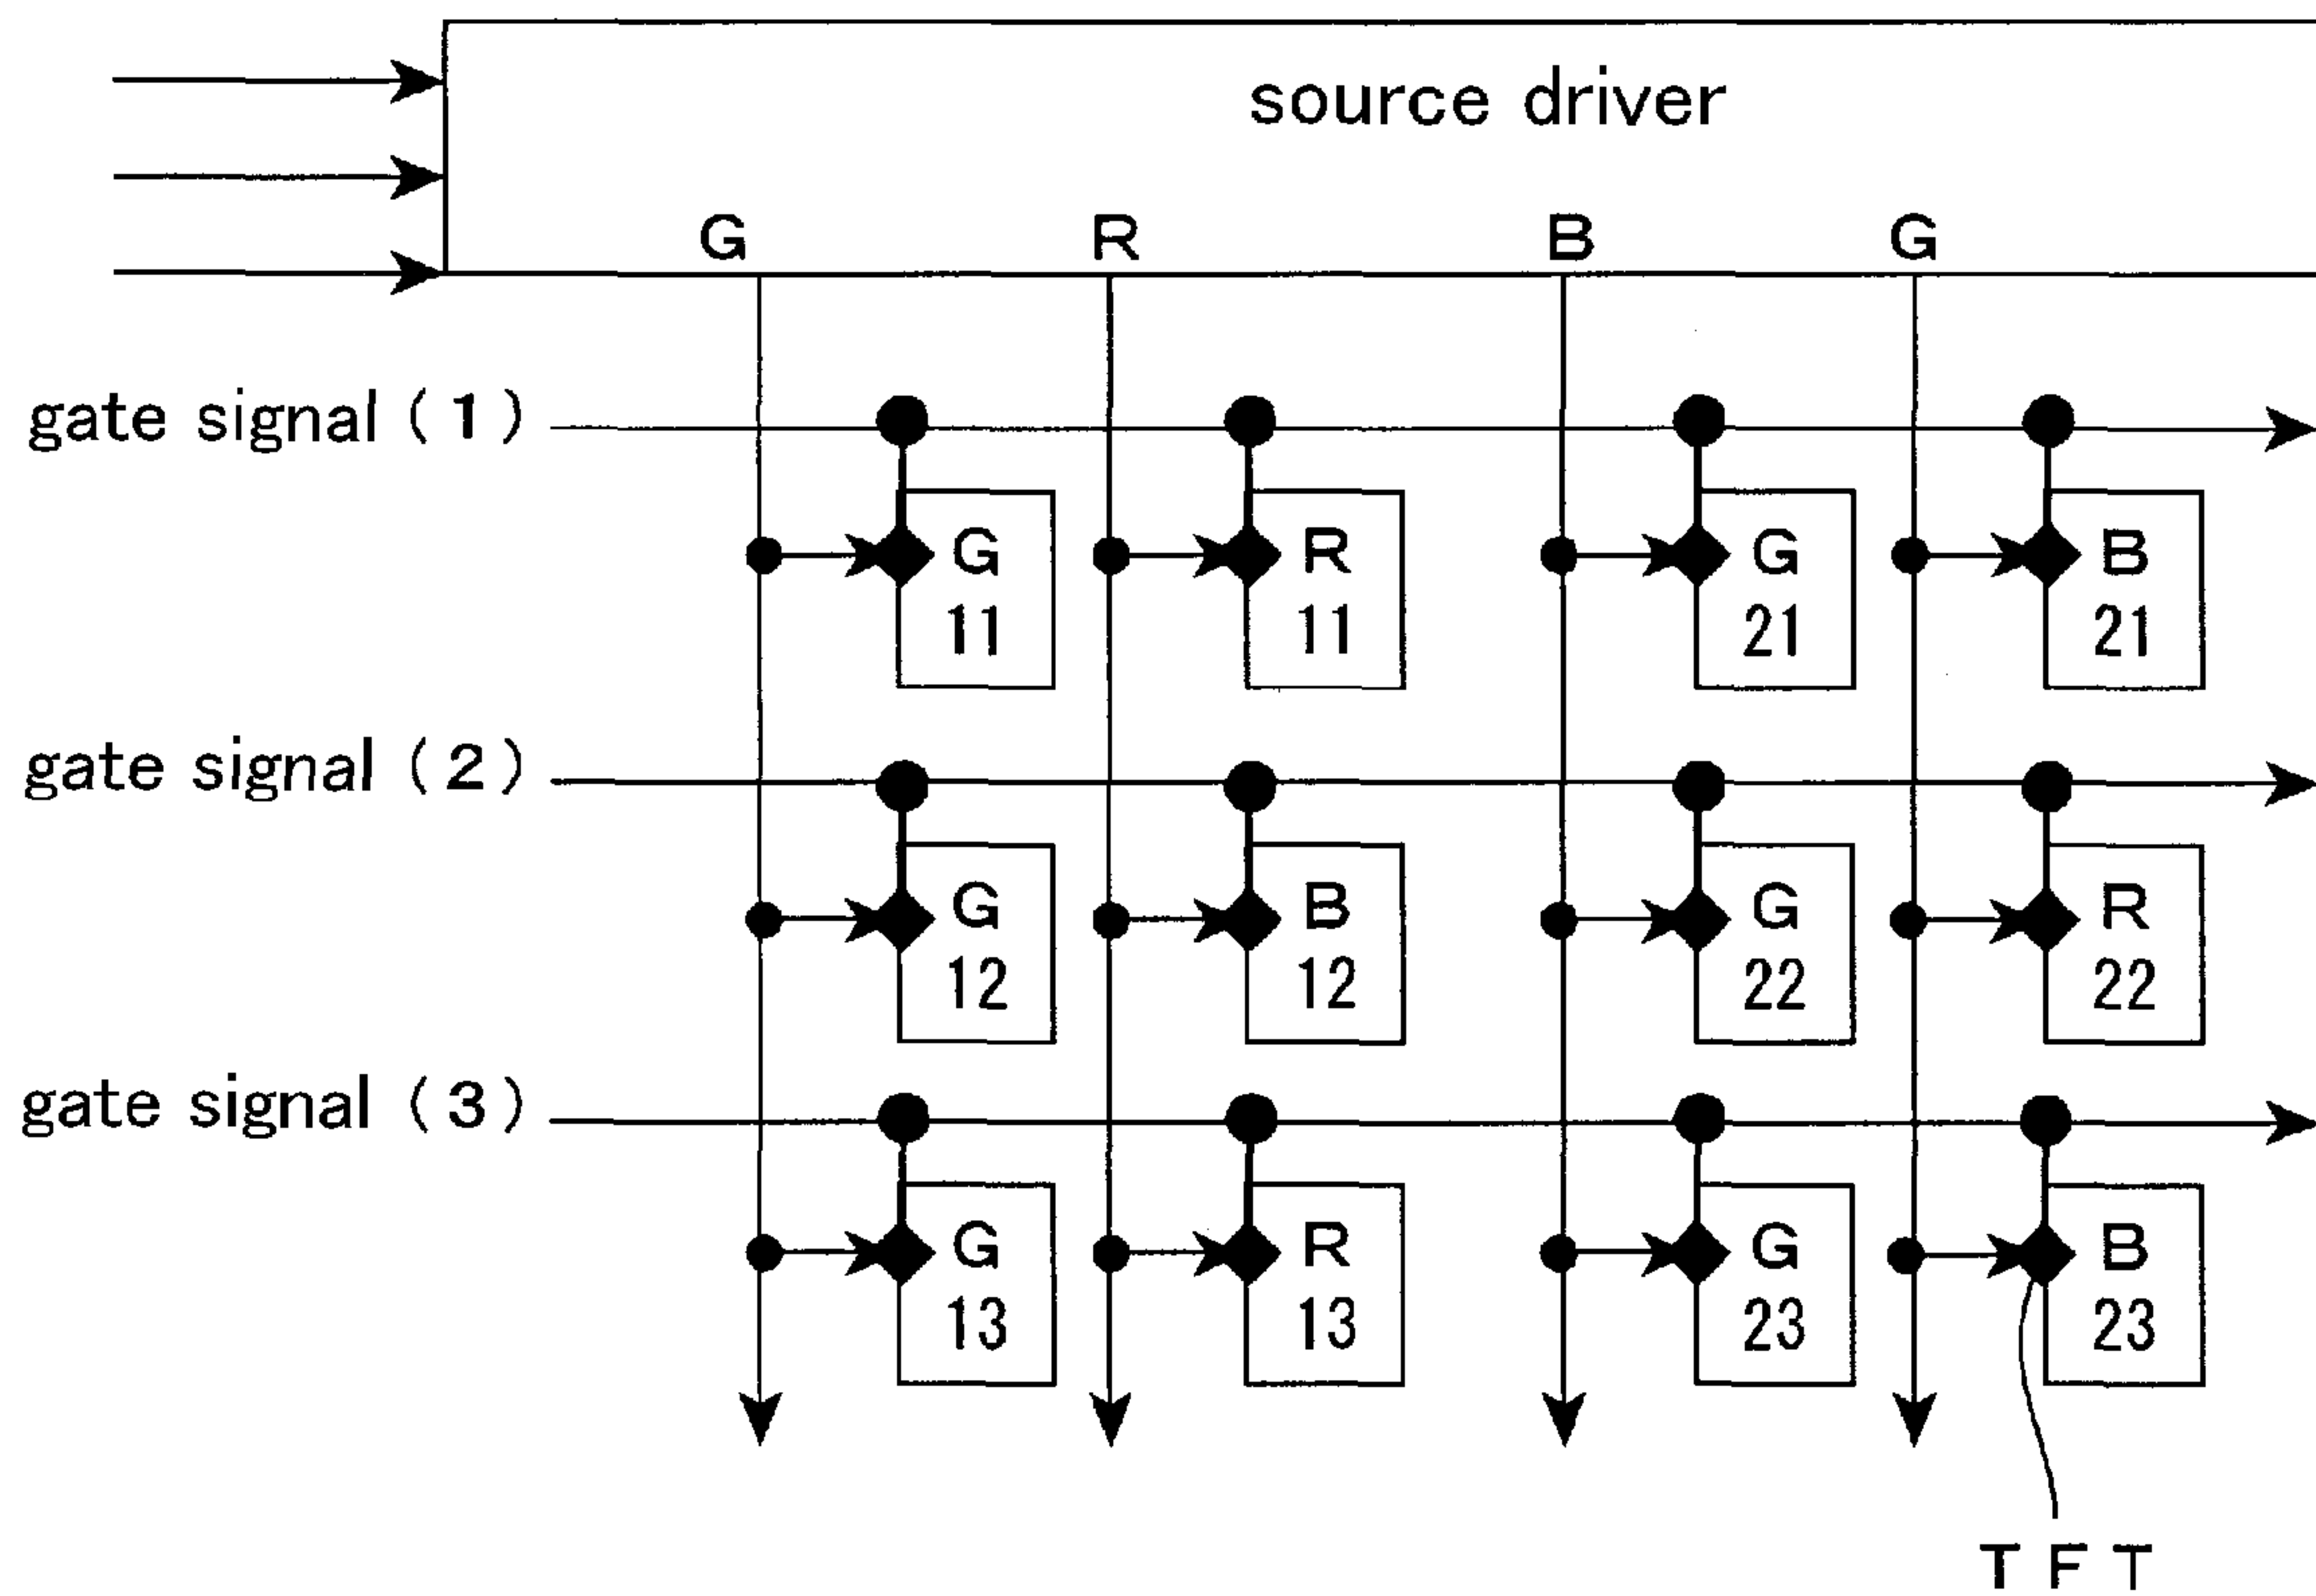 source driver
G R B G
gate signal (1)
G R G B
11 11 21 21
gate signal (2)
G B G R
12 12 22 22
gate signal (3)
G R G B
13 13 23 23
TFT